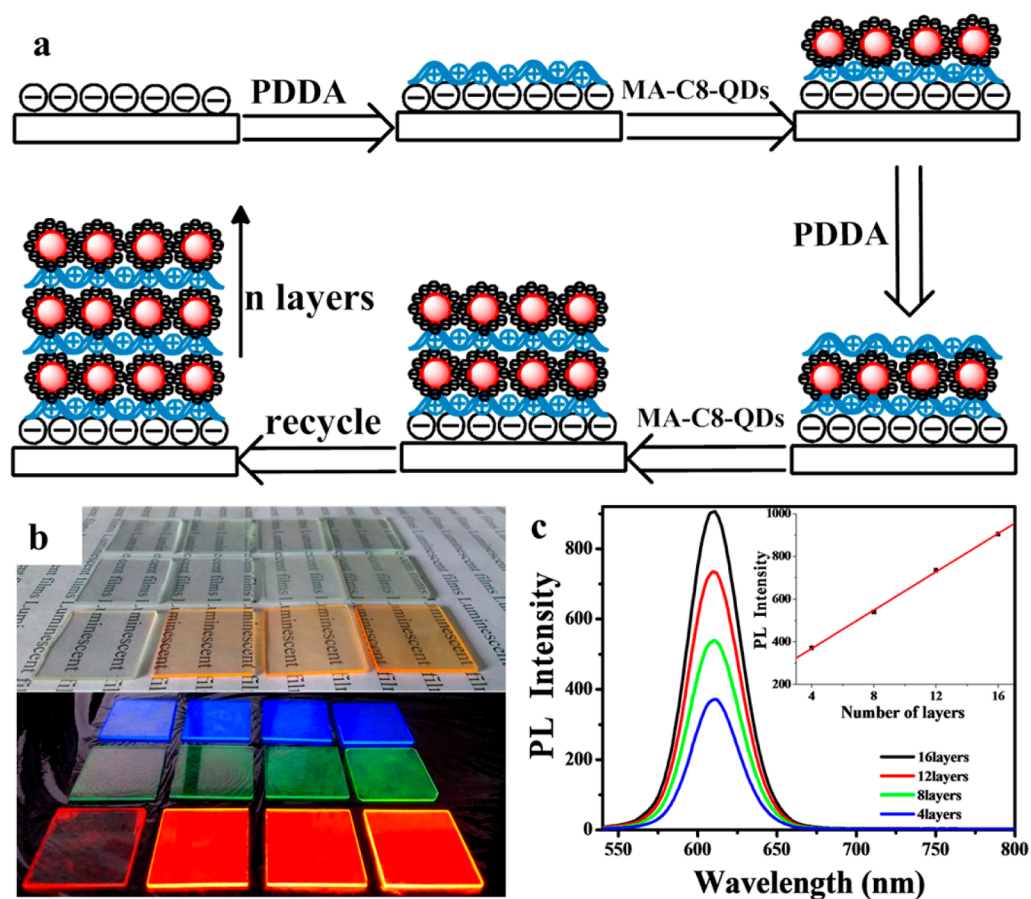 a
PDDA
MA-C8-QDs
PDDA
MA-C8-QDs
recycle
n layers
b
Luminescent films
c
PL Intensity
800
600
400
200
0
550
600
650
700
750
800
Wavelength (nm)
16layers
12layers
8layers
4layers
PL Intensity
1000
800
600
400
200
4
8
12
16
Number of layers